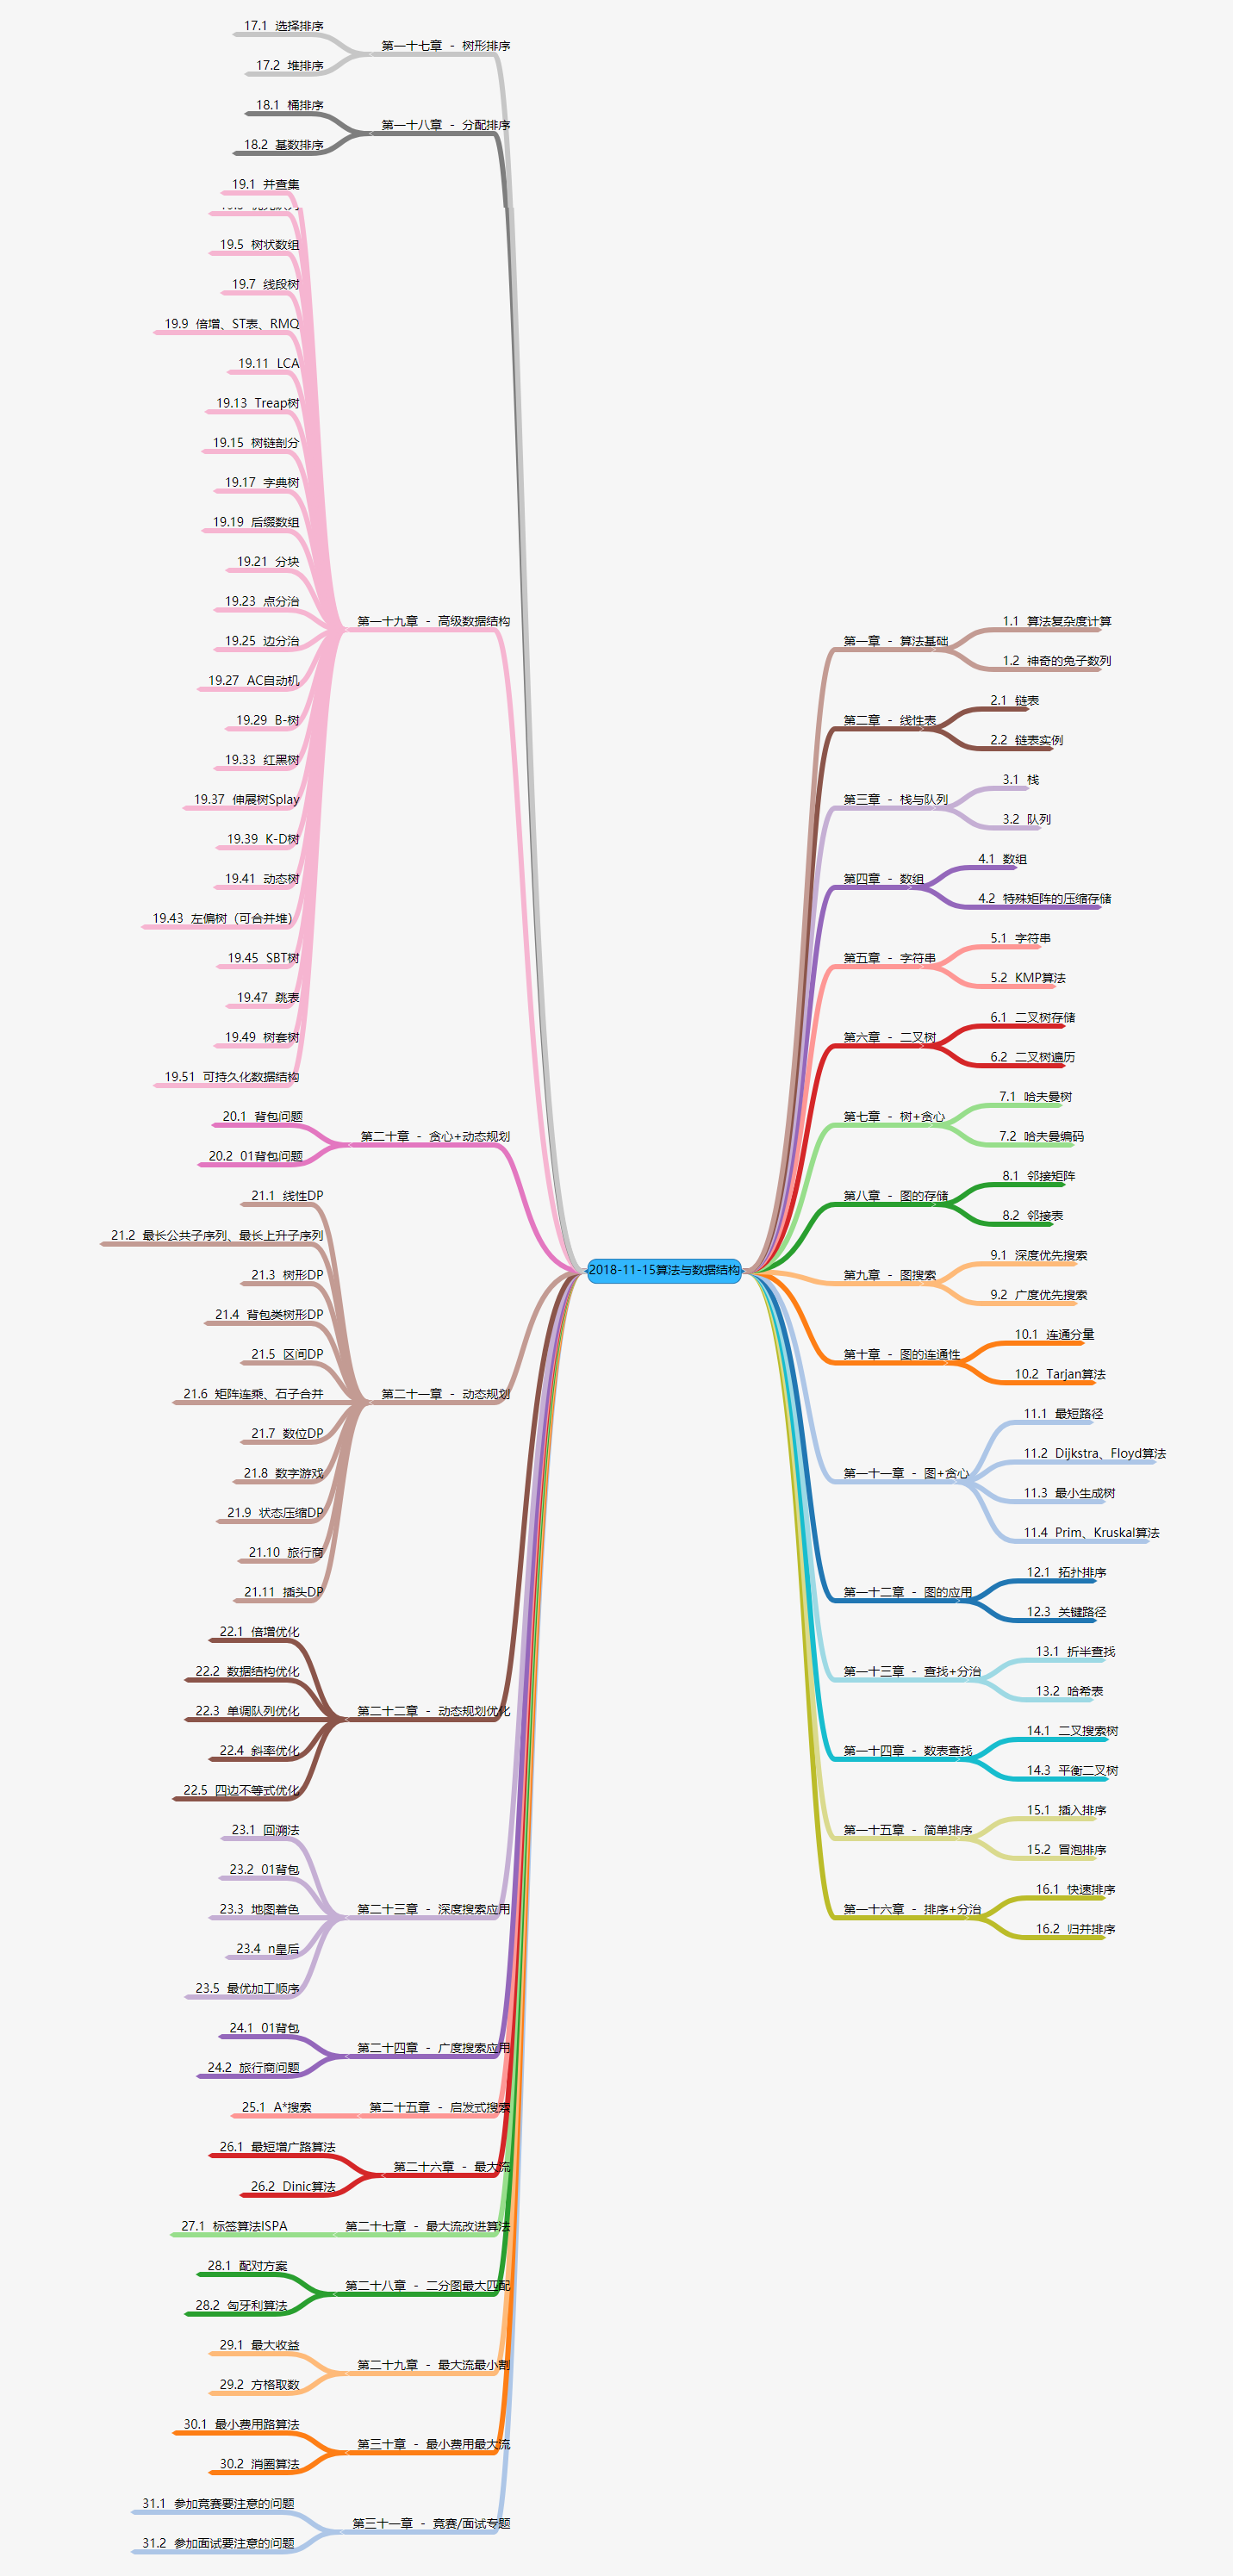 2018-11-15算法与数据结构
第一章 - 算法基础
1.1 算法复杂度计算
1.2 神奇的兔子数列
第二章 - 线性表
2.1 链表
2.2 链表实例
第三章 - 栈与队列
3.1 栈
3.2 队列
第四章 - 数组
4.1 数组
4.2 特殊矩阵的压缩存储
第五章 - 字符串
5.1 字符串
5.2 KMP算法
第六章 - 二叉树
6.1 二叉树存储
6.2 二叉树遍历
第七章 - 树+贪心
7.1 哈夫曼树
7.2 哈夫曼编码
第八章 - 图的存储
8.1 邻接矩阵
8.2 邻接表
第九章 - 图搜索
9.1 深度优先搜索
9.2 广度优先搜索
第十章 - 图的连通性
10.1 连通分量
10.2 Tarjan算法
第一十一章 - 图+贪心
11.1 最短路径
11.2 Dijkstra、Floyd算法
11.3 最小生成树
11.4 Prim、Kruskal算法
第一十二章 - 图的应用
12.1 拓扑排序
12.3 关键路径
第一十三章 - 查找+分治
13.1 折半查找
13.2 哈希表
第一十四章 - 数表查找
14.1 二叉搜索树
14.3 平衡二叉树
第一十五章 - 简单排序
15.1 插入排序
15.2 冒泡排序
第一十六章 - 排序+分治
16.1 快速排序
16.2 归并排序
第一十七章 - 树形排序
17.1 选择排序
17.2 堆排序
第一十八章 - 分配排序
18.1 桶排序
18.2 基数排序
第一十九章 - 高级数据结构
19.1 并查集
19.5 树状数组
19.7 线段树
19.9 倍增、ST表、RMQ
19.11 LCA
19.13 Treap树
19.15 树链剖分
19.17 字典树
19.19 后缀数组
19.21 分块
19.23 点分治
19.25 边分治
19.27 AC自动机
19.29 B-树
19.33 红黑树
19.37 伸展树Splay
19.39 K-D树
19.41 动态树
19.43 左偏树（可合并堆）
19.45 SBT树
19.47 跳表
19.49 树套树
19.51 可持久化数据结构
第二十章 - 贪心+动态规划
20.1 背包问题
20.2 01背包问题
第二十一章 - 动态规划
21.1 线性DP
21.2 最长公共子序列、最长上升子序列
21.3 树形DP
21.4 背包类树形DP
21.5 区间DP
21.6 矩阵连乘、石子合并
21.7 数位DP
21.8 数字游戏
21.9 状态压缩DP
21.10 旅行商
21.11 插头DP
第二十二章 - 动态规划优化
22.1 倍增优化
22.2 数据结构优化
22.3 单调队列优化
22.4 斜率优化
22.5 四边不等式优化
第二十三章 - 深度搜索应用
23.1 回溯法
23.2 01背包
23.3 地图着色
23.4 n皇后
23.5 最优加工顺序
第二十四章 - 广度搜索应用
24.1 01背包
24.2 旅行商问题
第二十五章 - 启发式搜索
25.1 A*搜索
第二十六章 - 最大流
26.1 最短增广路算法
26.2 Dinic算法
第二十七章 - 最大流改进算法
27.1 标签算法ISPA
第二十八章 - 二分图最大匹配
28.1 配对方案
28.2 匈牙利算法
第二十九章 - 最大流最小割
29.1 最大收益
29.2 方格取数
第三十章 - 最小费用最大流
30.1 最小费用路算法
30.2 消圈算法
第三十一章 - 竞赛/面试专题
31.1 参加竞赛要注意的问题
31.2 参加面试要注意的问题